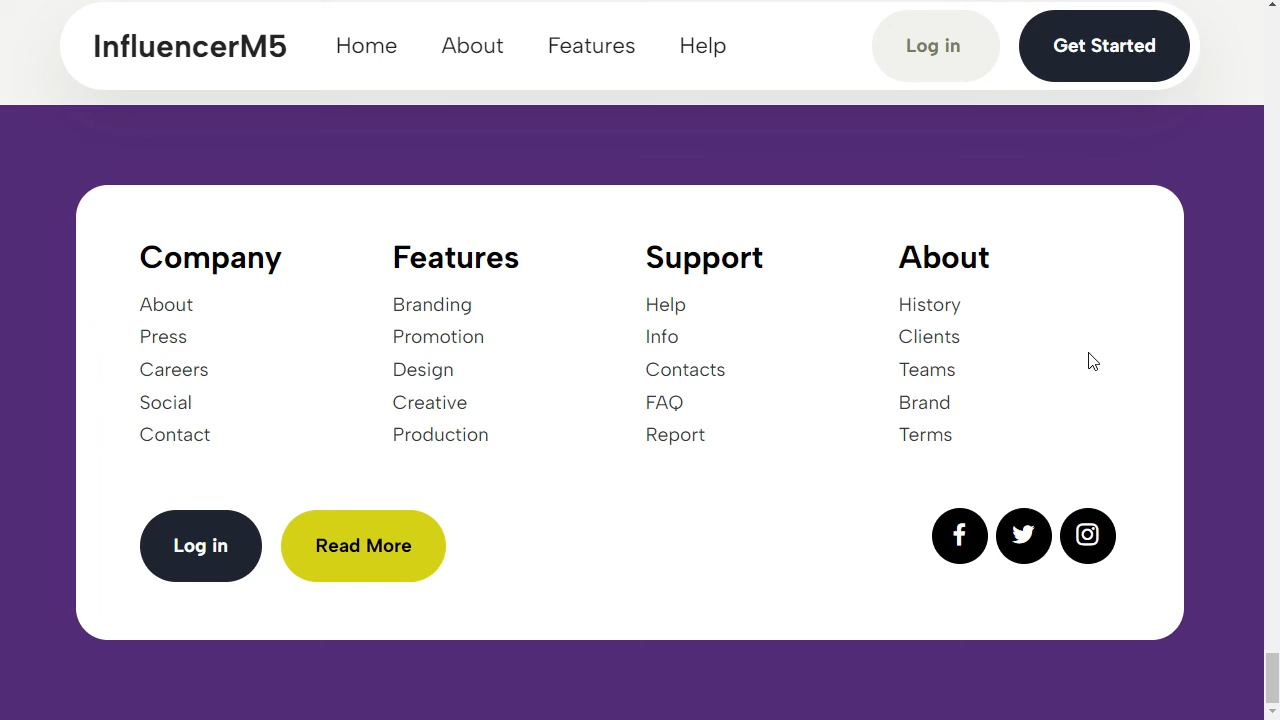 InfluencerM5 Home About Features Help Log in Get Started
Company Features Support About
About Branding Help History
Press Promotion Info Clients
Careers Design Contacts Teams
Social Creative FAQ Brand
Contact Production Report Terms
Log in Read More